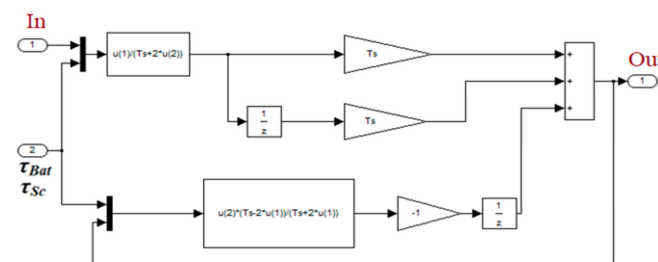 In
1
u(1)/(Ts+2*u(2))
Ts
+
+
+
Out
1
1
z
Ts
2
τBat
τSc
u(2)*(Ts-2*u(1))/(Ts+2*u(1))
-1
1
z